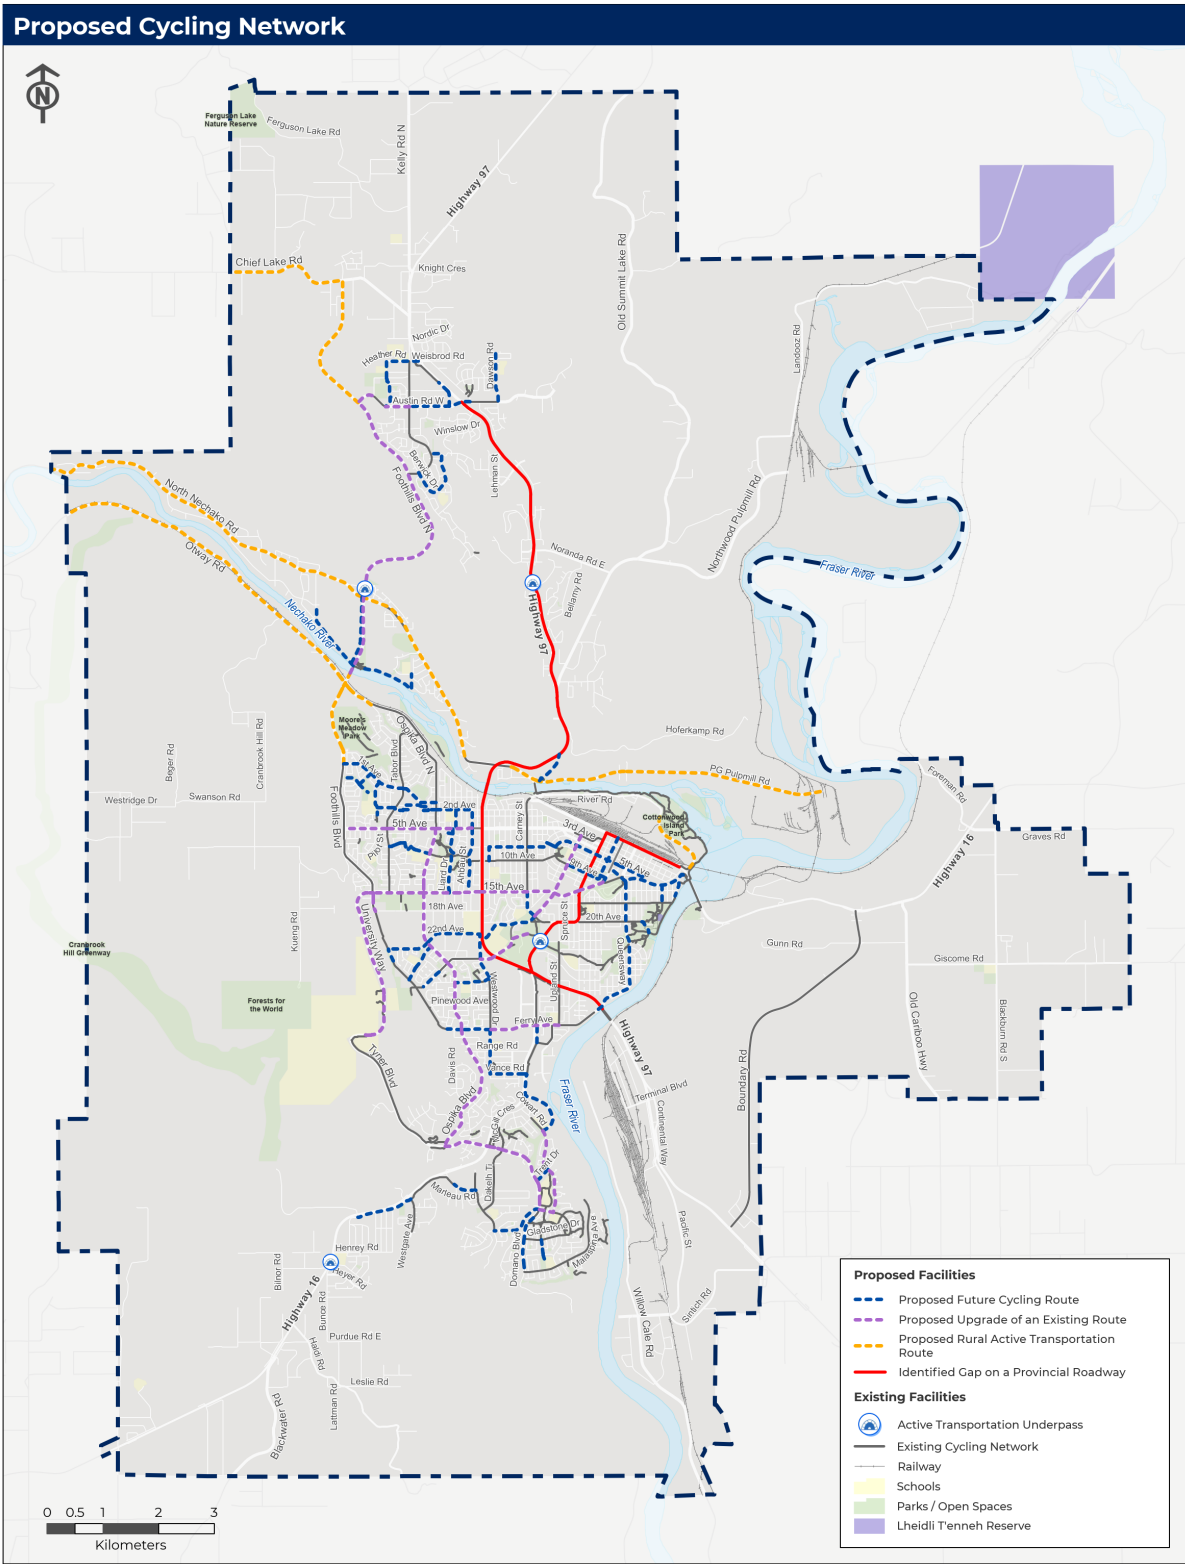 Proposed Cycling Network
N
Ferguson Lake
Nature Reserve
Ferguson Lake Rd
Kelly Rd N
Highway 97
Old Summit Lake Rd
Chief Lake Rd
Knight Cres
Nordic Dr
Heather Rd
Weisbrod Rd
Dawson Rd
Landooz Rd
Austin Rd W
Winslow Dr
Berwick Dr
Lehman St
Foothills Blvd N
North Nechako Rd
Otway Rd
Northwood Pulpmill Rd
Noranda Rd E
Bellamy Rd
Fraser River
Highway 97
Nechako River
Moore's
Meadow
Park
Ospika Blvd N
Hoferkamp Rd
Cranbrook Hill Rd
Beger Rd
Tabor Blvd
1st Ave
PG Pulpmill Rd
Foreman Rd
Westridge Dr
Swanson Rd
Foothills Blvd
2nd Ave
River Rd
Carney St
Cottonwood
Island
Park
5th Ave
3rd Ave
Graves Rd
Highway 16
10th Ave
5th Ave
Liard Dr
Ahbau St
15th Ave
18th Ave
Spruce St
20th Ave
University Way
22nd Ave
Kueng Rd
Queensway
Gunn Rd
Cranbrook
Hill Greenway
Giscome Rd
Upland St
Westwood Dr
Forests for
the World
Pinewood Ave
Ferry Ave
Old Cariboo Hwy
Blackburn Rd S
Highway 97
Range Rd
Tyner Blvd
Davis Rd
Vance Rd
Boundary Rd
Terminal Blvd
Fraser River
Ospika Blvd
McGill Cres
Cowart Rd
Continental Way
Trent Dr
Marleau Rd
Dakelh Ti
Westgate Ave
Gladstone Dr
Malaspina Ave
Domano Blvd
Pacific St
Henrey Rd
Heyer Rd
Bilnor Rd
Highway 16
Bunce Rd
Willow Cale Rd
Sintich Rd
Purdue Rd E
Haldi Rd
Leslie Rd
Lattman Rd
Blackwater Rd
Proposed Facilities
Proposed Future Cycling Route
Proposed Upgrade of an Existing Route
Proposed Rural Active Transportation
Route
Identified Gap on a Provincial Roadway
Existing Facilities
Active Transportation Underpass
Existing Cycling Network
Railway
Schools
Parks / Open Spaces
Lheidli T'enneh Reserve
0 0.5 1 2 3
Kilometers